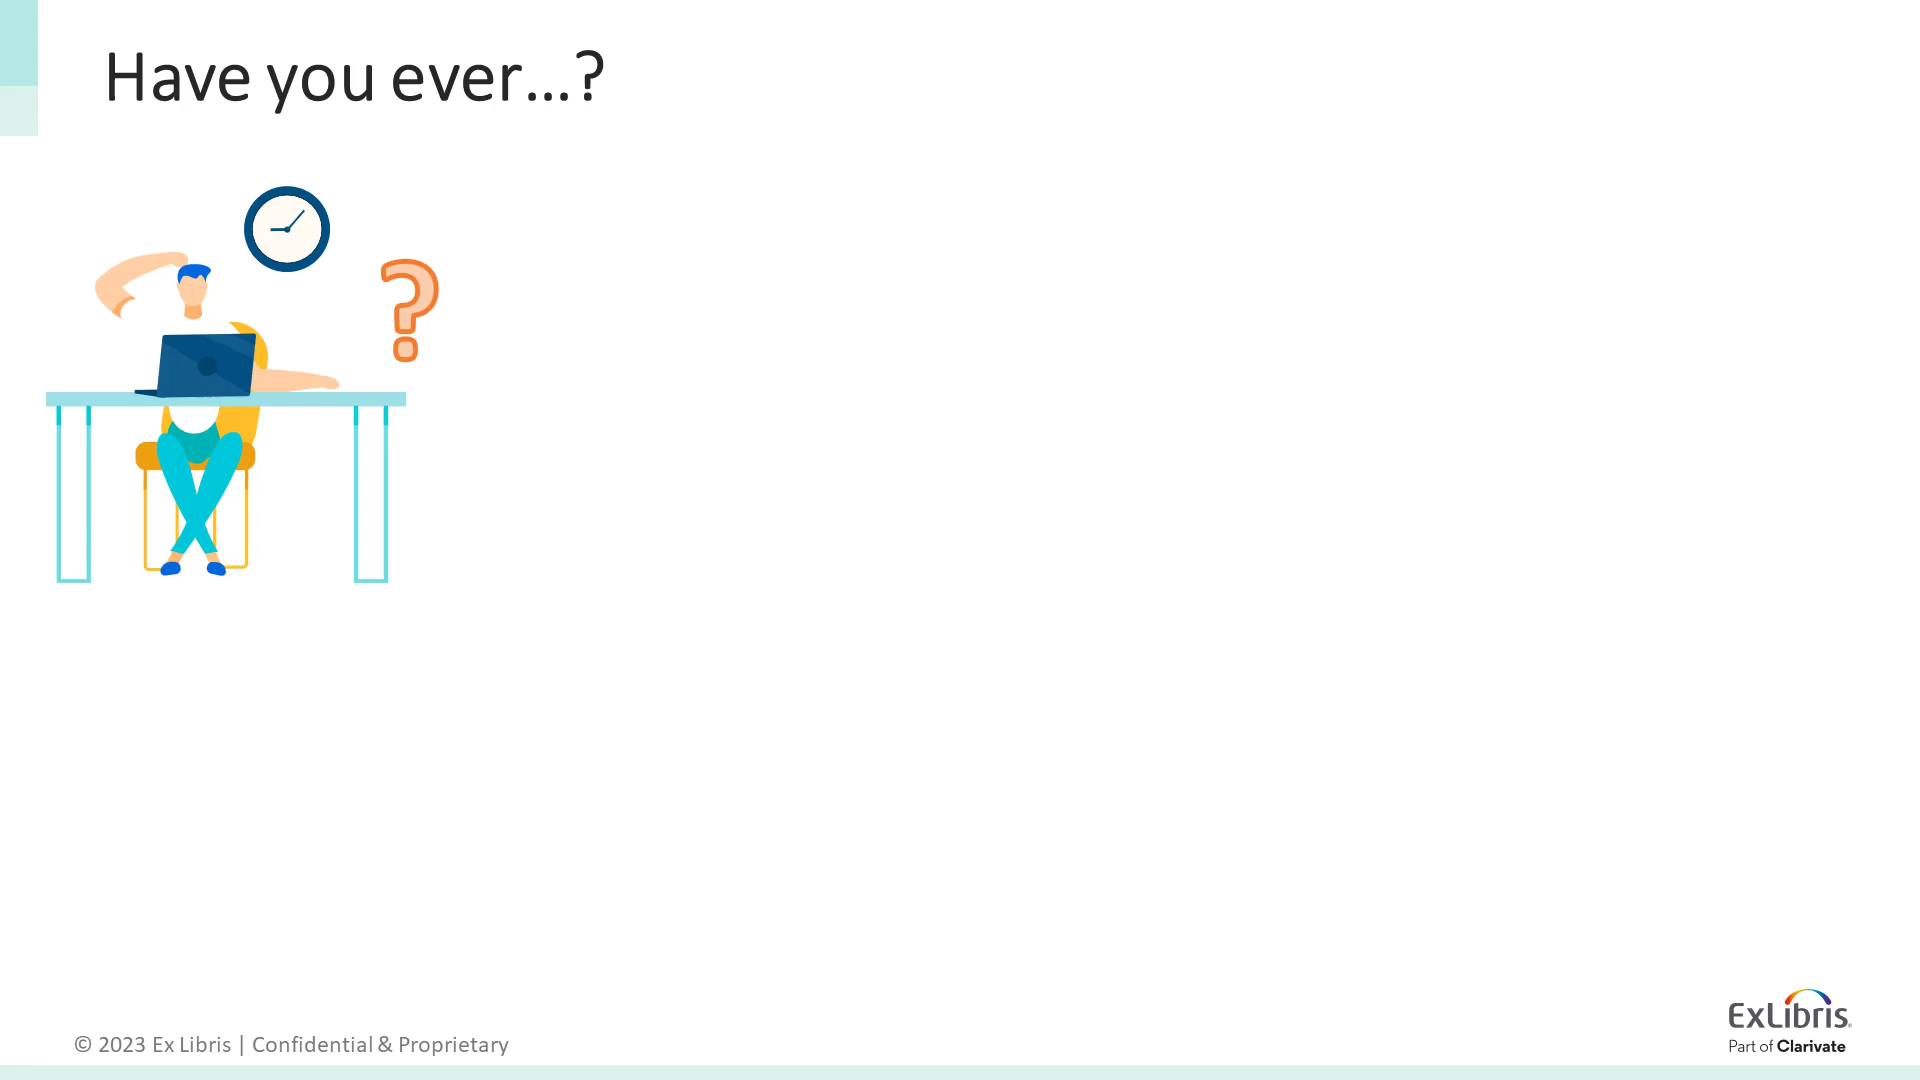 Have you ever...?
© 2023 Ex Libris | Confidential & Proprietary
ExLibris®
Part of Clarivate